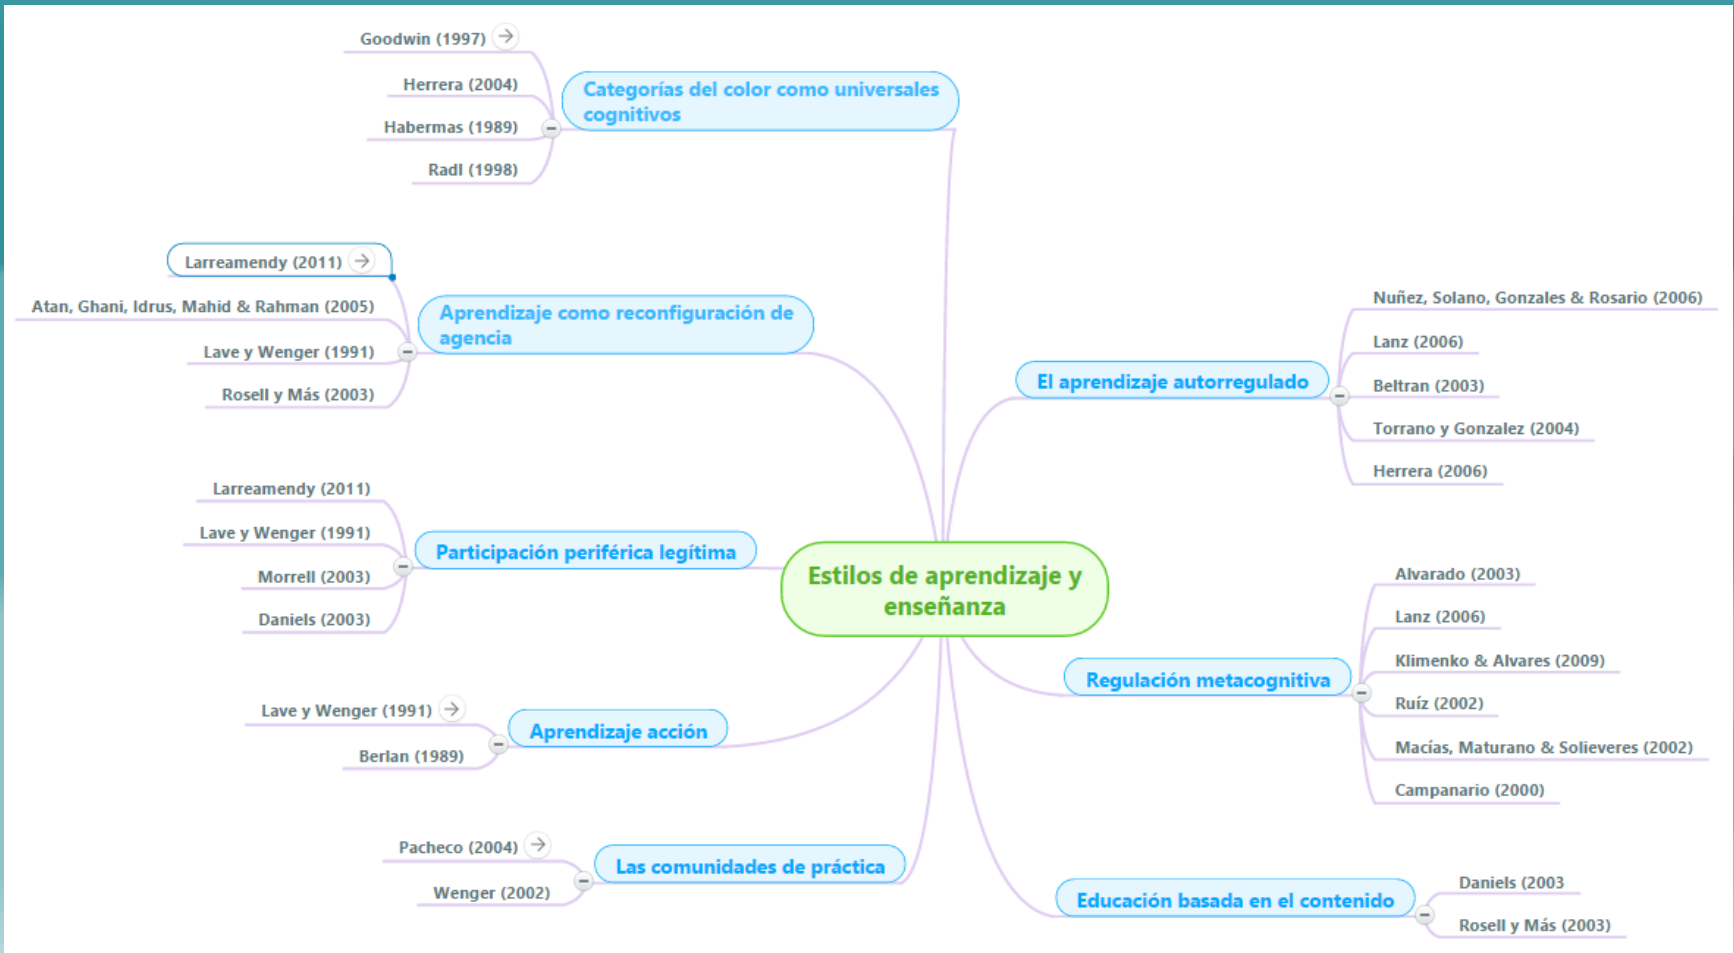 Estilos de aprendizaje y
enseñanza
Categorías del color como universales
cognitivos
Goodwin (1997)
Herrera (2004)
Habermas (1989)
Radl (1998)
Aprendizaje como reconfiguración de
agencia
Larreamendy (2011)
Atan, Ghani, Idrus, Mahid & Rahman (2005)
Lave y Wenger (1991)
Rosell y Más (2003)
Participación periférica legítima
Larreamendy (2011)
Lave y Wenger (1991)
Morrell (2003)
Daniels (2003)
Aprendizaje acción
Lave y Wenger (1991)
Berlan (1989)
Las comunidades de práctica
Pacheco (2004)
Wenger (2002)
El aprendizaje autorregulado
Nuñez, Solano, Gonzales & Rosario (2006)
Lanz (2006)
Beltran (2003)
Torrano y Gonzalez (2004)
Herrera (2006)
Regulación metacognitiva
Alvarado (2003)
Lanz (2006)
Klimenko & Alvares (2009)
Ruíz (2002)
Macías, Maturano & Solieveres (2002)
Campanario (2000)
Educación basada en el contenido
Daniels (2003
Rosell y Más (2003)